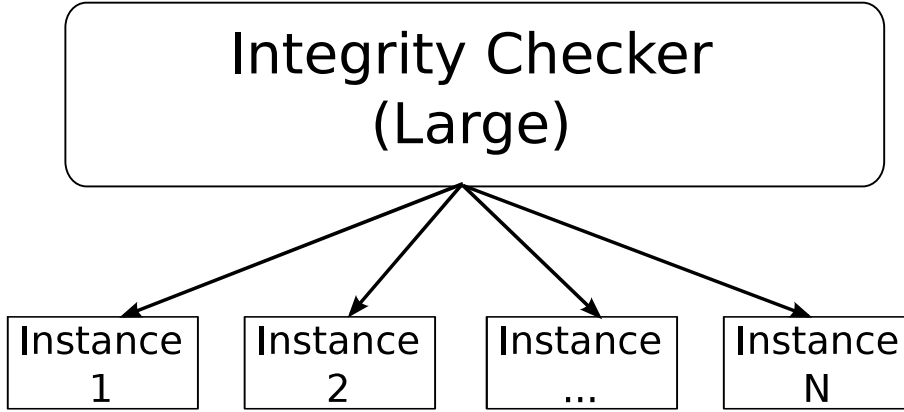 Integrity Checker
(Large)
Instance
1
Instance
2
Instance
...
Instance
N